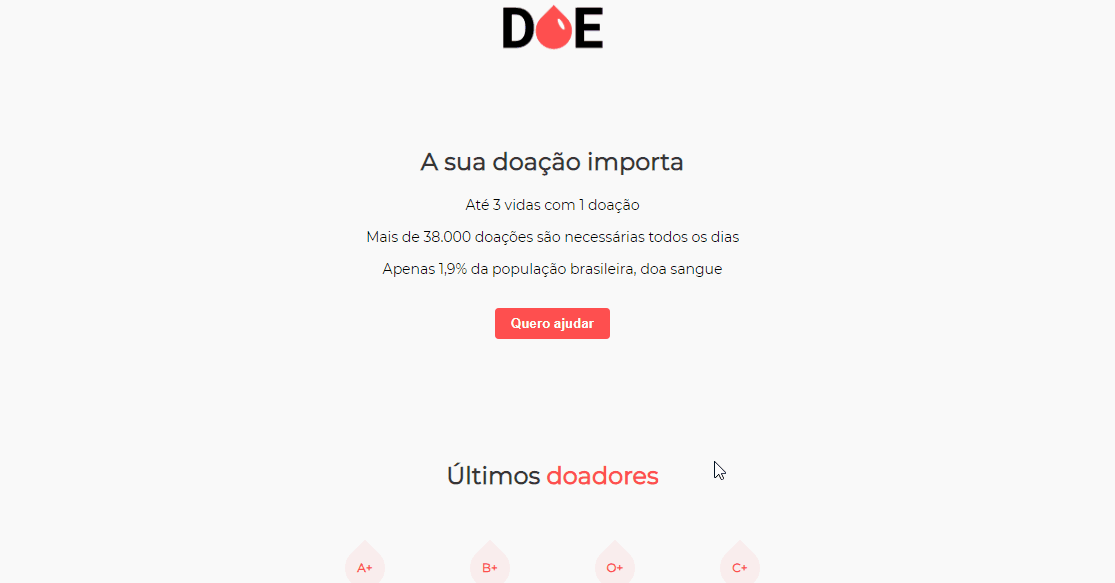 DOE
A sua doação importa
Até 3 vidas com 1 doação
Mais de 38.000 doações são necessárias todos os dias
Apenas 1,9% da população brasileira, doa sangue
Quero ajudar
Últimos doadores
A+ B+ O+ C+